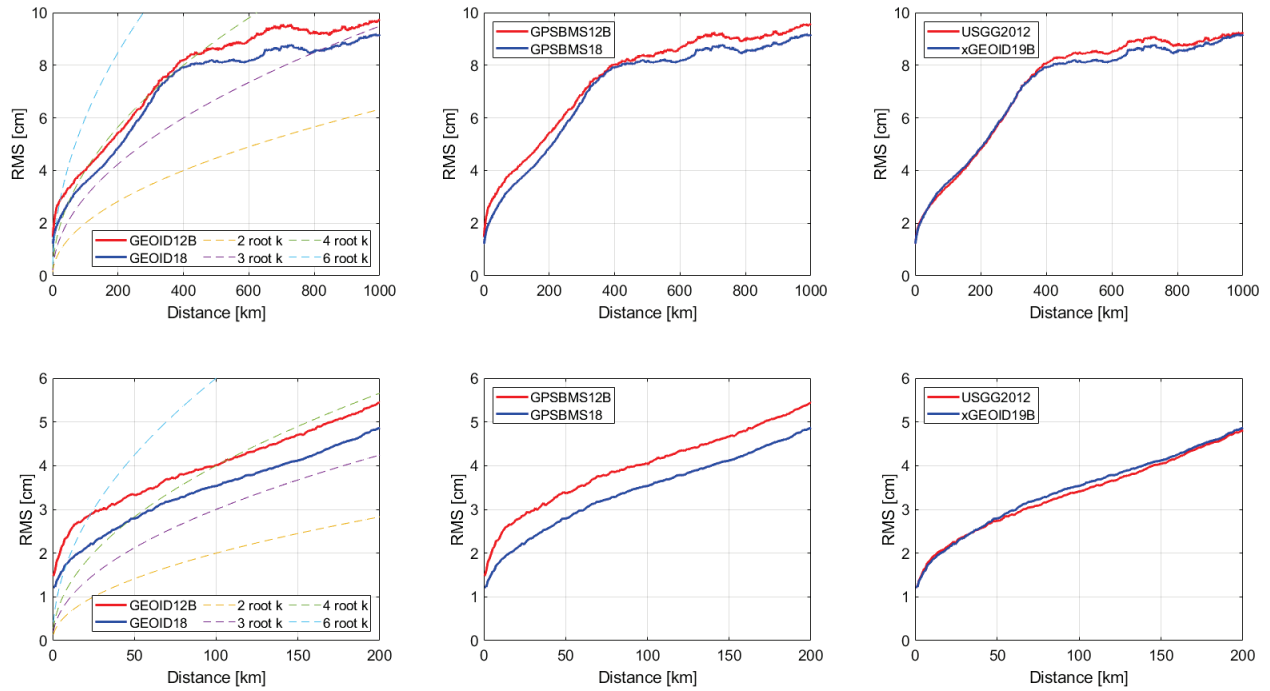 10
8
6
4
2
0
RMS [cm]
GEOID12B
GEOID18
2 root k
3 root k
4 root k
6 root k
0 200 400 600 800 1000
Distance [km]
10
8
6
4
2
0
RMS [cm]
GPSBMS12B
GPSBMS18
0 200 400 600 800 1000
Distance [km]
10
8
6
4
2
0
RMS [cm]
USGG2012
xGEOID19B
0 200 400 600 800 1000
Distance [km]
6
5
4
3
2
1
0
RMS [cm]
GEOID12B
GEOID18
2 root k
3 root k
4 root k
6 root k
0 50 100 150 200
Distance [km]
6
5
4
3
2
1
0
RMS [cm]
GPSBMS12B
GPSBMS18
0 50 100 150 200
Distance [km]
6
5
4
3
2
1
0
RMS [cm]
USGG2012
xGEOID19B
0 50 100 150 200
Distance [km]